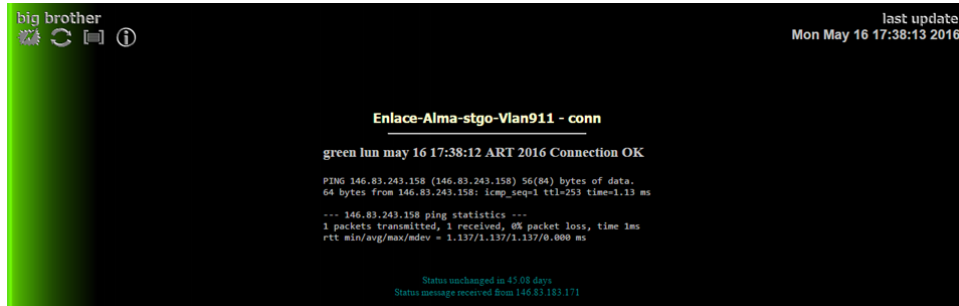 big brother
last update
Mon May 16 17:38:13 2016
Enlace-Alma-stgo-Vlan911 - conn
green lun may 16 17:38:12 ART 2016 Connection OK
PING 146.83.243.158 (146.83.243.158) 56(84) bytes of data.
64 bytes from 146.83.243.158: icmp_seq=1 ttl=253 time=1.13 ms
--- 146.83.243.158 ping statistics ---
1 packets transmitted, 1 received, 0% packet loss, time 1ms
rtt min/avg/max/mdev = 1.137/1.137/1.137/0.000 ms
Status unchanged in 45.08 days
Status message received from 146.83.183.171